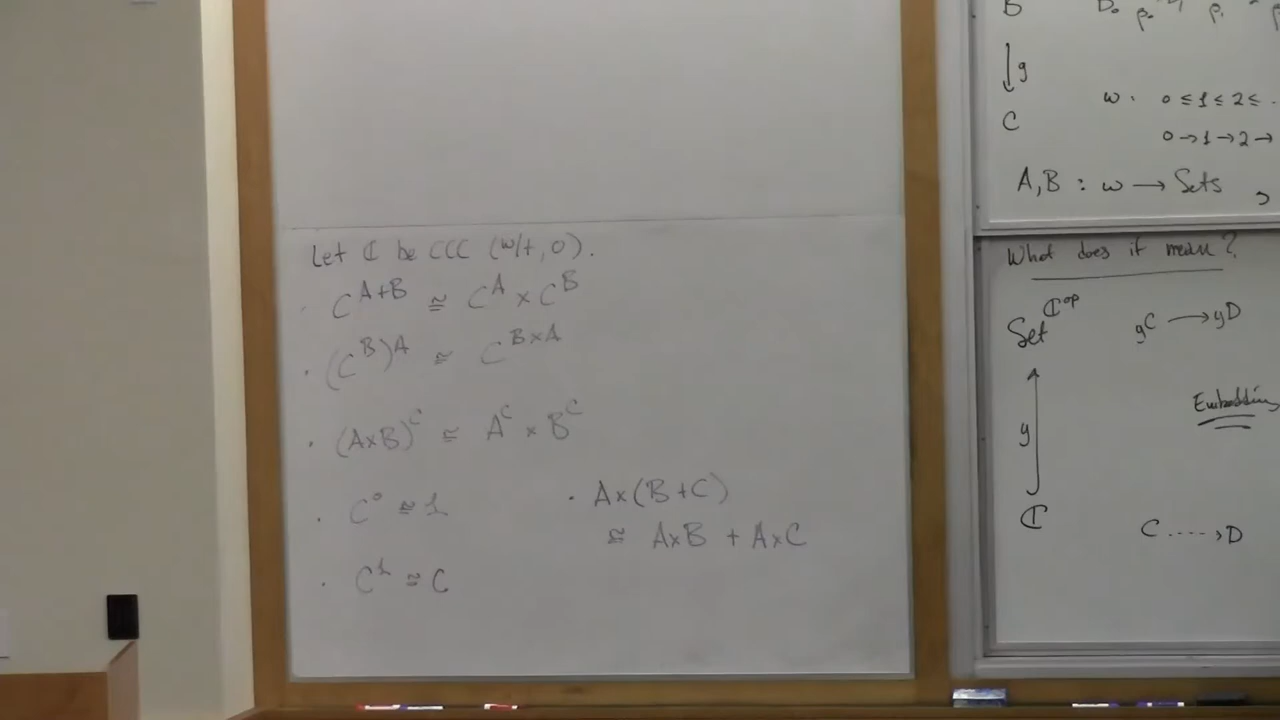 Let ℂ be CCC (w/+, 0).
· C^{A+B} ≅ C^A × C^B
· (C^B)^A ≅ C^{B×A}
· (A×B)^C ≅ A^C × B^C
· C^0 ≅ 1
· C^1 ≅ C
· A×(B+C)
≅ A×B + A×C
B
↓ g
C
ω : 0 ≤ 1 ≤ 2 ≤
0 → 1 → 2 →
A,B : ω → Sets
What does it mean?
Set^{ℂ^{op}} yC → yD
Embedding
y
ℂ C ····> D